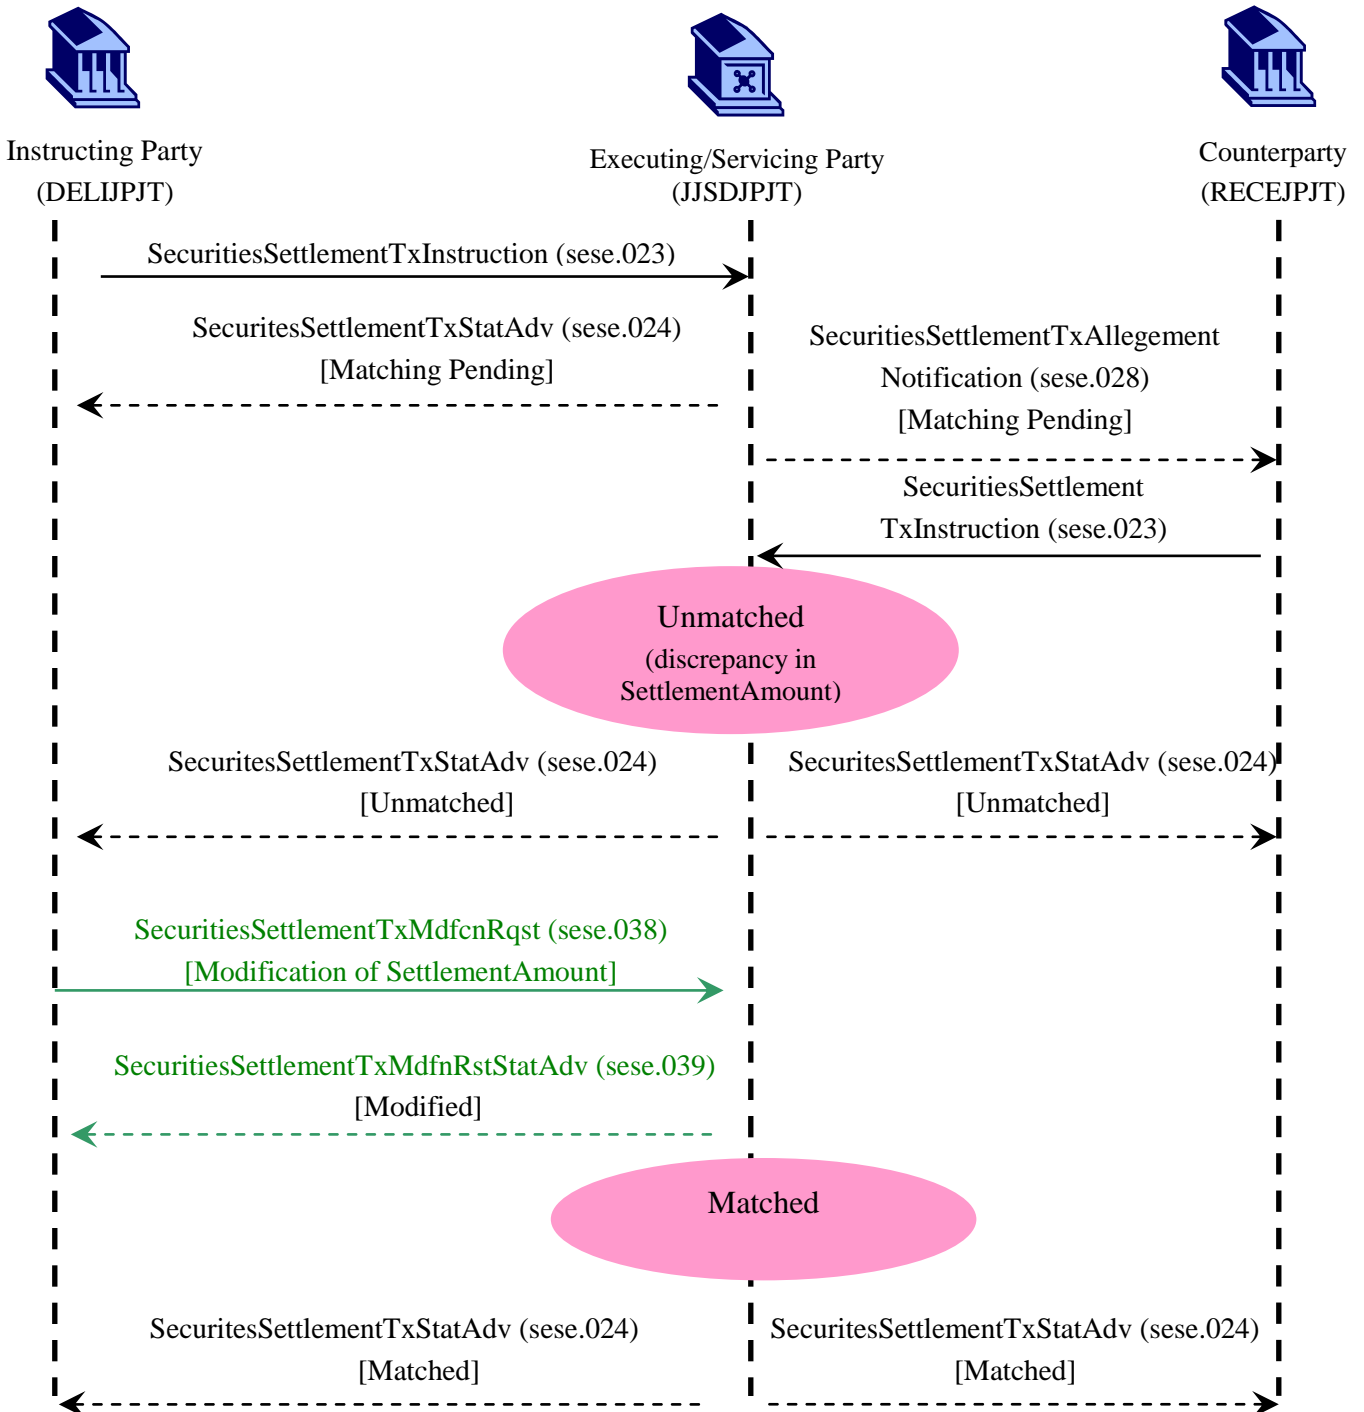 Instructing Party
(DELIJPJT)
Executing/Servicing Party
(JJSDJPJT)
Counterparty
(RECEJPJT)
SecuritiesSettlementTxInstruction (sese.023)
SecuritesSettlementTxStatAdv (sese.024)
[Matching Pending]
SecuritiesSettlementTxAllegement
Notification (sese.028)
[Matching Pending]
SecuritiesSettlement
TxInstruction (sese.023)
Unmatched
(discrepancy in
SettlementAmount)
SecuritesSettlementTxStatAdv (sese.024)
[Unmatched]
SecuritesSettlementTxStatAdv (sese.024)
[Unmatched]
SecuritiesSettlementTxMdfcnRqst (sese.038)
[Modification of SettlementAmount]
SecuritiesSettlementTxMdfnRstStatAdv (sese.039)
[Modified]
Matched
SecuritesSettlementTxStatAdv (sese.024)
[Matched]
SecuritesSettlementTxStatAdv (sese.024)
[Matched]